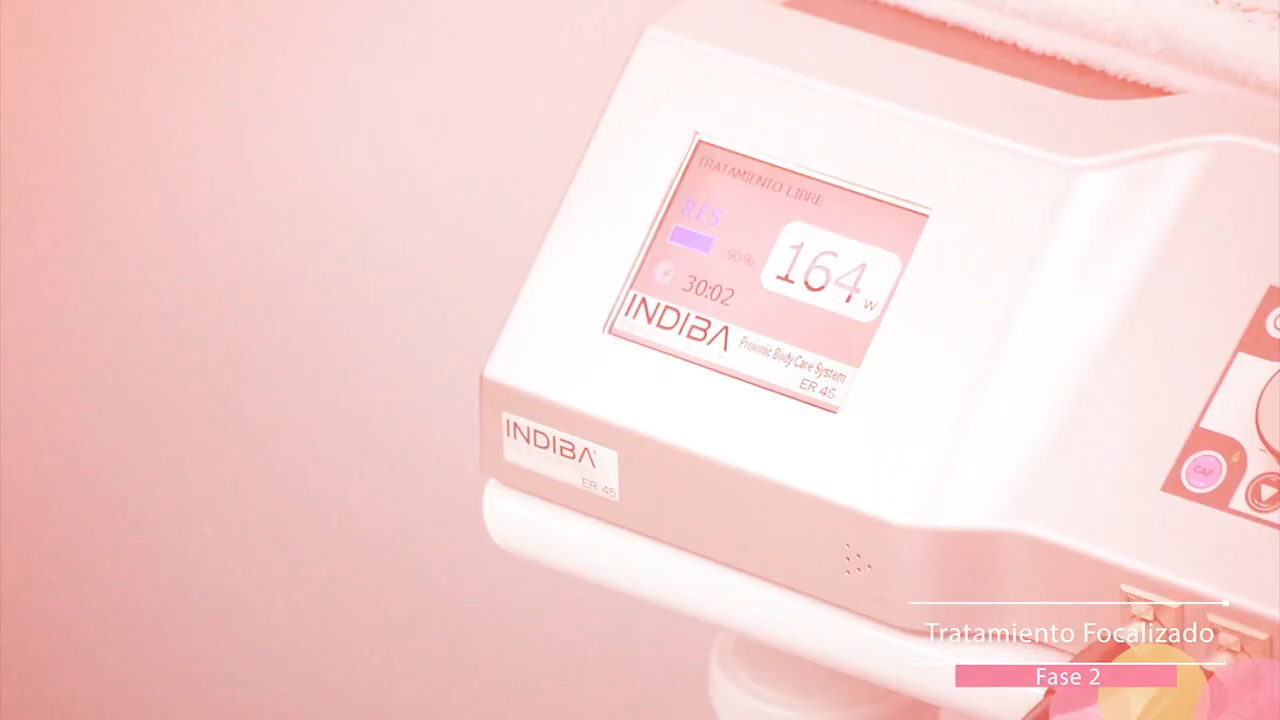 TRATAMIENTO LIBRE
RES
90%
164 W
30:02
INDIBA
Proionic Body Care System
ER 45
INDIBA®
ER 45
CAP
Tratamiento Focalizado
Fase 2